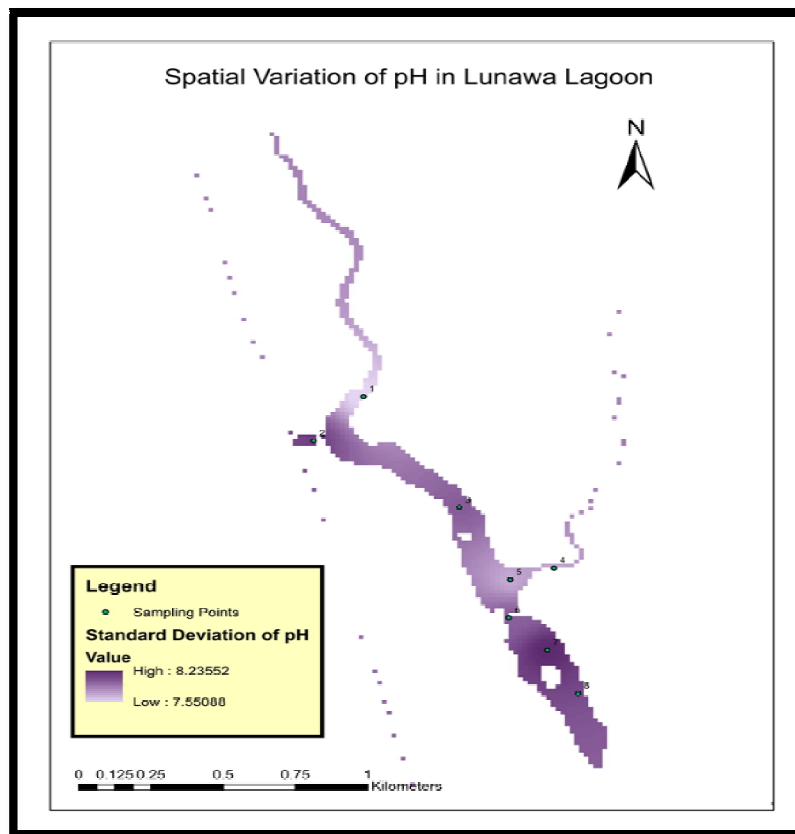 Spatial Variation of pH in Lunawa Lagoon
N
1
2
3
4
5
6
7
8
Legend
Sampling Points
Standard Deviation of pH
Value
High : 8.23552
Low : 7.55088
0 0.125 0.25 0.5 0.75 1
Kilometers